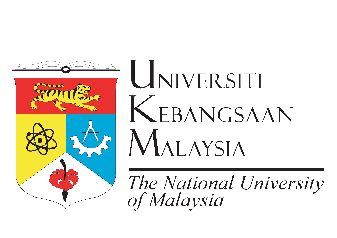 UNIVERSITI
KEBANGSAAN
MALAYSIA
The National University
of Malaysia